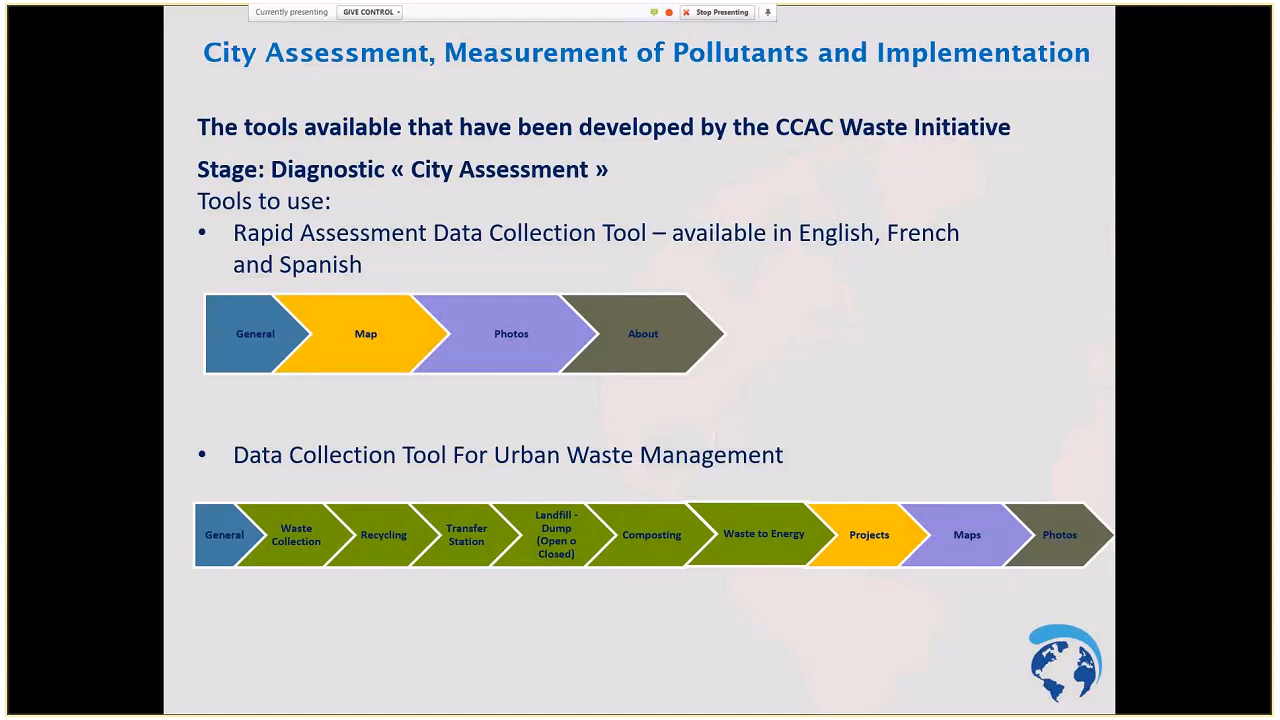 Currently presenting GIVE CONTROL Stop Presenting
City Assessment, Measurement of Pollutants and Implementation
The tools available that have been developed by the CCAC Waste Initiative
Stage: Diagnostic « City Assessment »
Tools to use:
• Rapid Assessment Data Collection Tool – available in English, French
and Spanish
General
Map
Photos
About
• Data Collection Tool For Urban Waste Management
General
Waste
Collection
Recycling
Transfer
Station
Landfill -
Dump
(Open o
Closed)
Composting
Waste to Energy
Projects
Maps
Photos